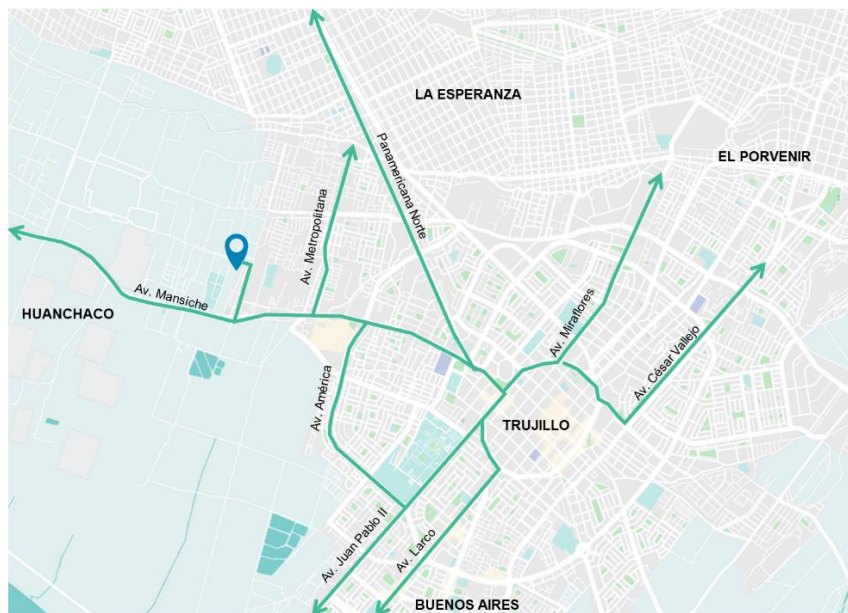 LA ESPERANZA
EL PORVENIR
Panamericana Norte
Av. Metropolitana
Av. Mansiche
HUANCHACO
Av. Miraflores
Av. César Vallejo
Av. América
TRUJILLO
Av. Juan Pablo II
Av. Larco
BUENOS AIRES